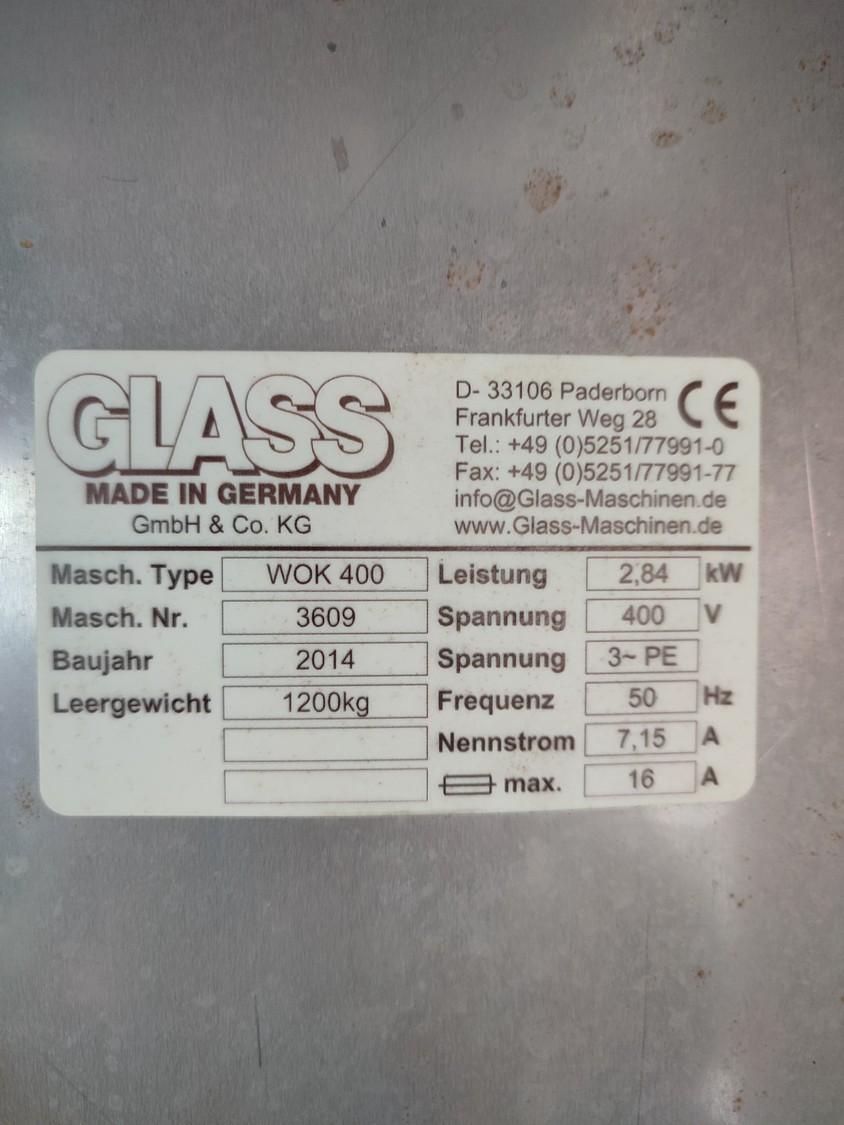 GLASS
MADE IN GERMANY
GmbH & Co. KG
D- 33106 Paderborn
Frankfurter Weg 28
Tel.: +49 (0)5251/77991-0
Fax: +49 (0)5251/77991-77
info@Glass-Maschinen.de
www.Glass-Maschinen.de
CE
Masch. Type WOK 400 Leistung 2,84 kW
Masch. Nr. 3609 Spannung 400 V
Baujahr 2014 Spannung 3~ PE
Leergewicht 1200kg Frequenz 50 Hz
Nennstrom 7,15 A
max. 16 A